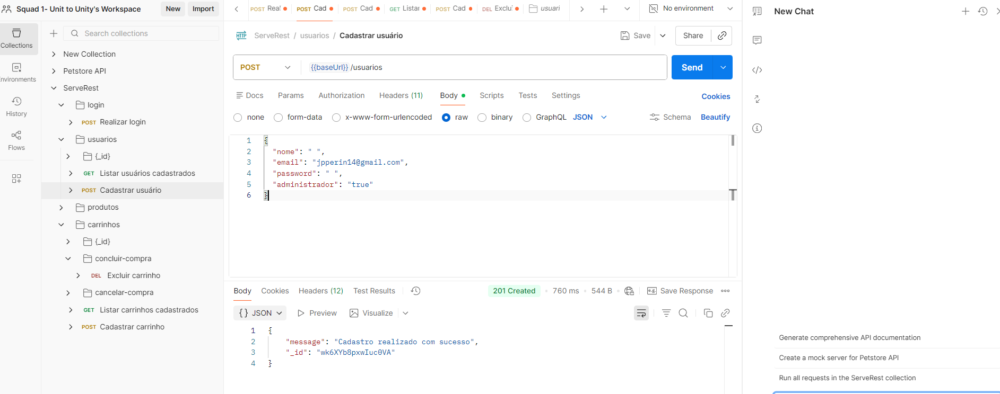 Squad 1- Unit to Unity's Workspace
New
Import
POST Real
POST Cad
POST Cad
GET Listar
POST Cad
DEL Exclui
usuari
No environment
New Chat
Collections
Environments
History
Flows
Search collections
New Collection
Petstore API
ServeRest
login
POST Realizar login
usuarios
{_id}
GET Listar usuários cadastrados
POST Cadastrar usuário
produtos
carrinhos
{_id}
concluir-compra
DEL Excluir carrinho
cancelar-compra
GET Listar carrinhos cadastrados
POST Cadastrar carrinho
HTTP ServeRest / usuarios / Cadastrar usuário
Save
Share
POST
{{baseUrl}} /usuarios
Send
Docs
Params
Authorization
Headers (11)
Body
Scripts
Tests
Settings
Cookies
none
form-data
x-www-form-urlencoded
raw
binary
GraphQL
JSON
Schema
Beautify
1 {
2 "nome": " ",
3 "email": "jpperin14@gmail.com",
4 "password": " ",
5 "administrador": "true"
6 }
Body
Cookies
Headers (12)
Test Results
201 Created
760 ms
544 B
e.g. Save Response
{} JSON
Preview
Visualize
1 {
2 "message": "Cadastro realizado com sucesso",
3 "_id": "wk6XYb8pxwIuc0VA"
4 }
Generate comprehensive API documentation
Create a mock server for Petstore API
Run all requests in the ServeRest collection